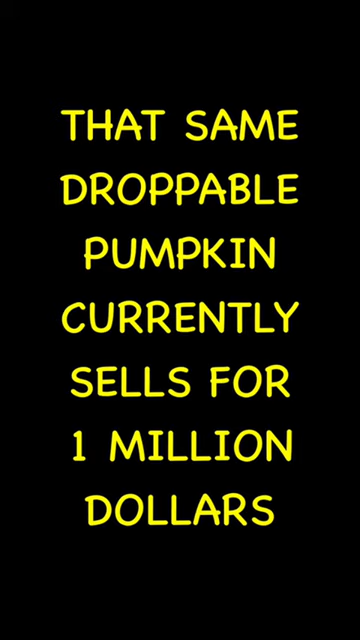 THAT SAME
DROPPABLE
PUMPKIN
CURRENTLY
SELLS FOR
1 MILLION
DOLLARS